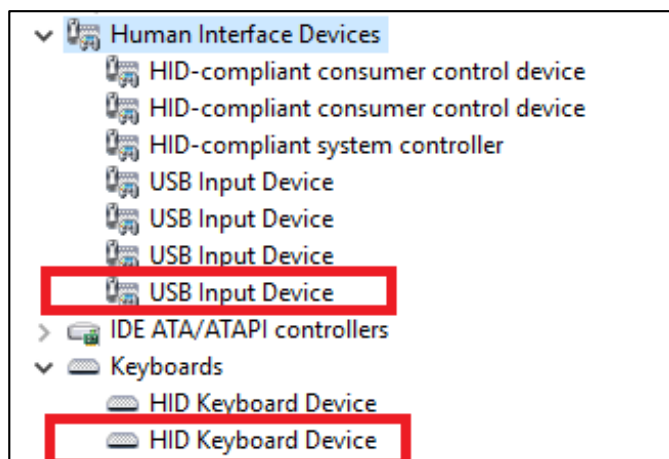 Human Interface Devices
HID-compliant consumer control device
HID-compliant consumer control device
HID-compliant system controller
USB Input Device
USB Input Device
USB Input Device
USB Input Device
IDE ATA/ATAPI controllers
Keyboards
HID Keyboard Device
HID Keyboard Device